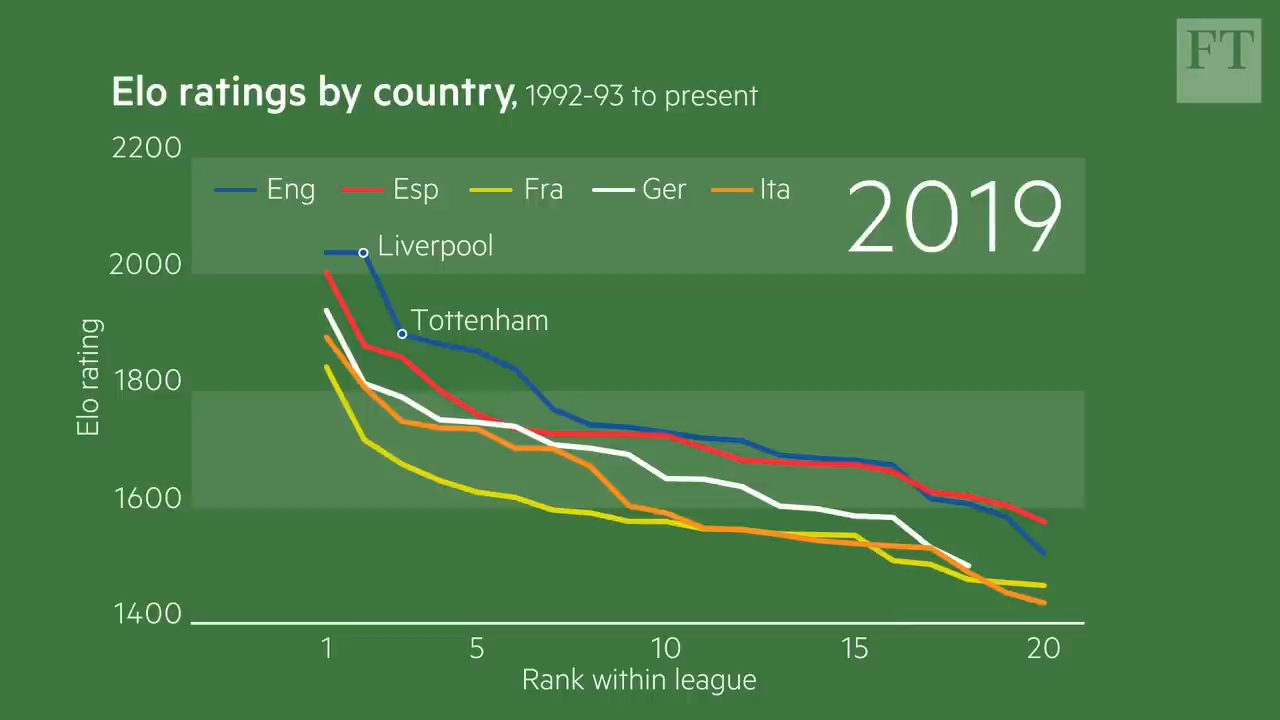 FT
Elo ratings by country, 1992-93 to present
2200
Eng Esp Fra Ger Ita
2019
Liverpool
2000
Tottenham
Elo rating
1800
1600
1400
1 5 10 15 20
Rank within league